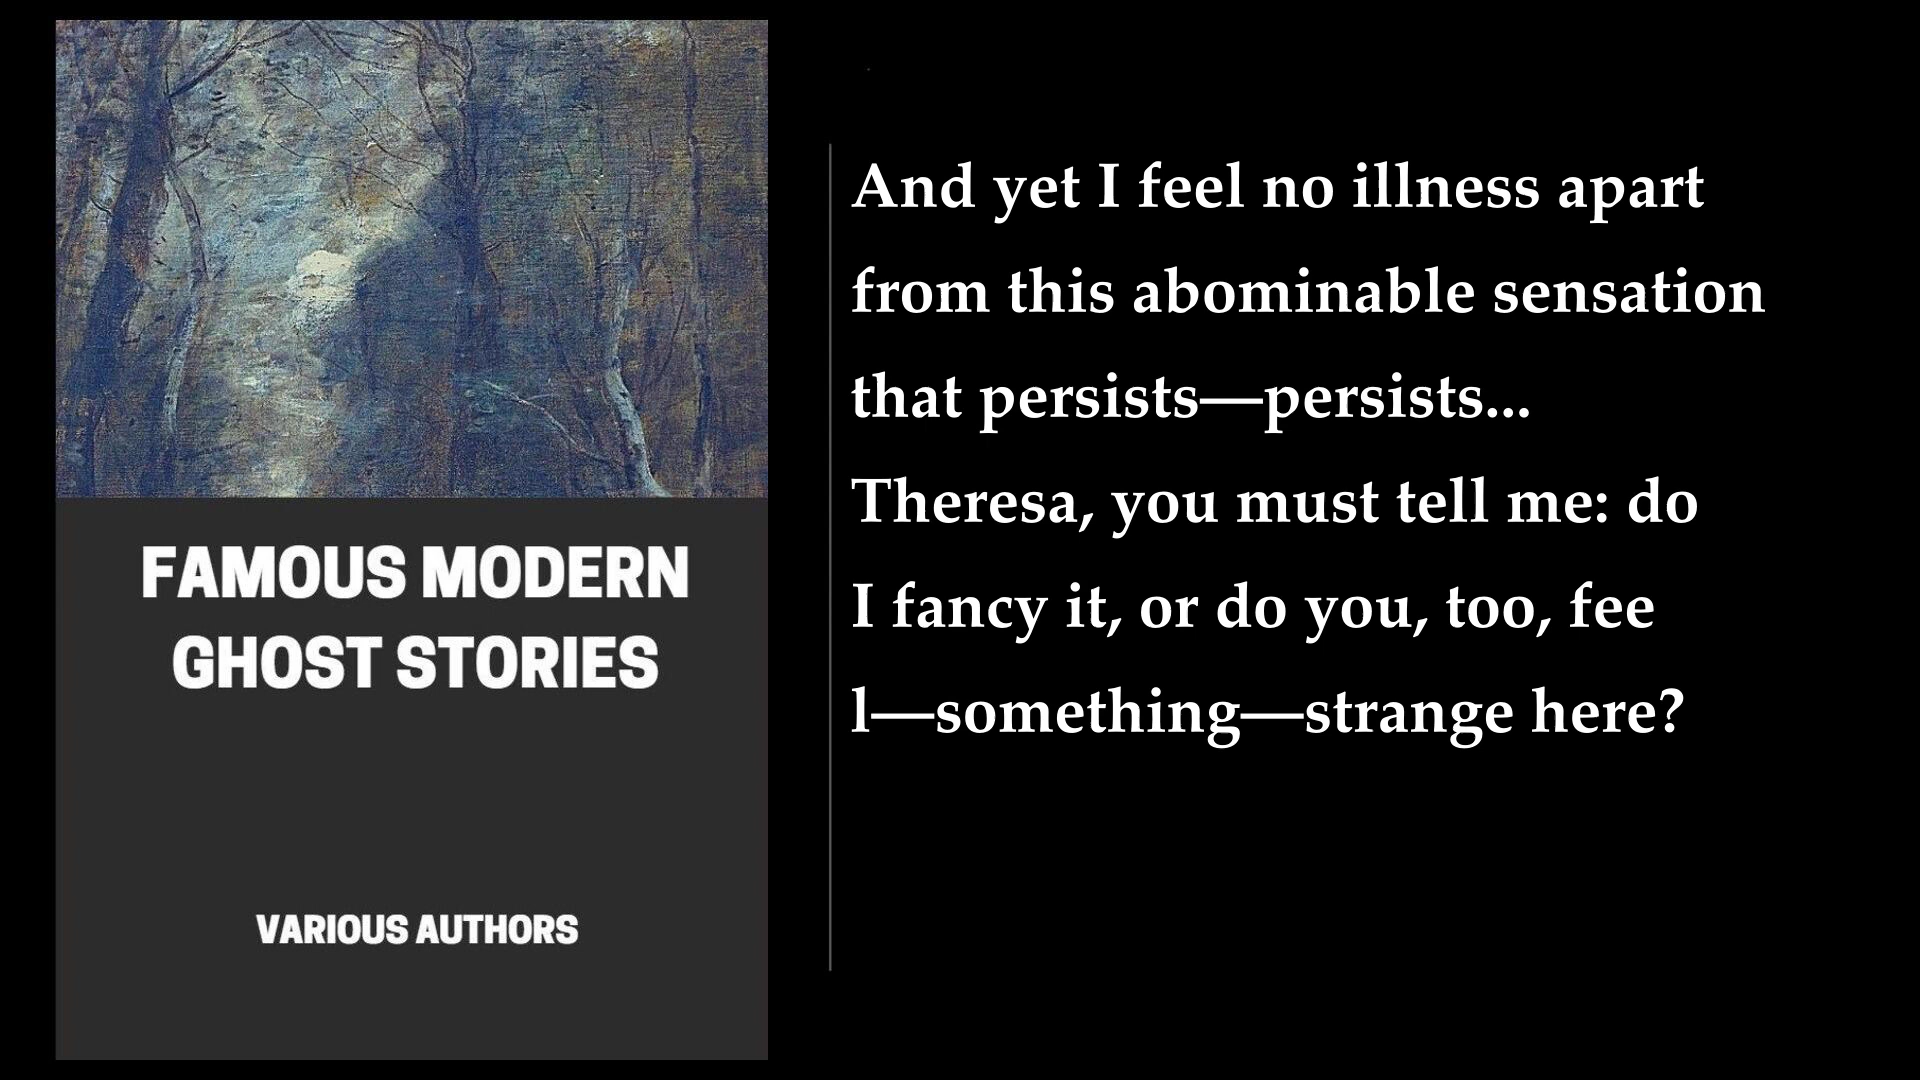 FAMOUS MODERN
GHOST STORIES
VARIOUS AUTHORS
And yet I feel no illness apart
from this abominable sensation
that persists—persists...
Theresa, you must tell me: do
I fancy it, or do you, too, fee
l—something—strange here?